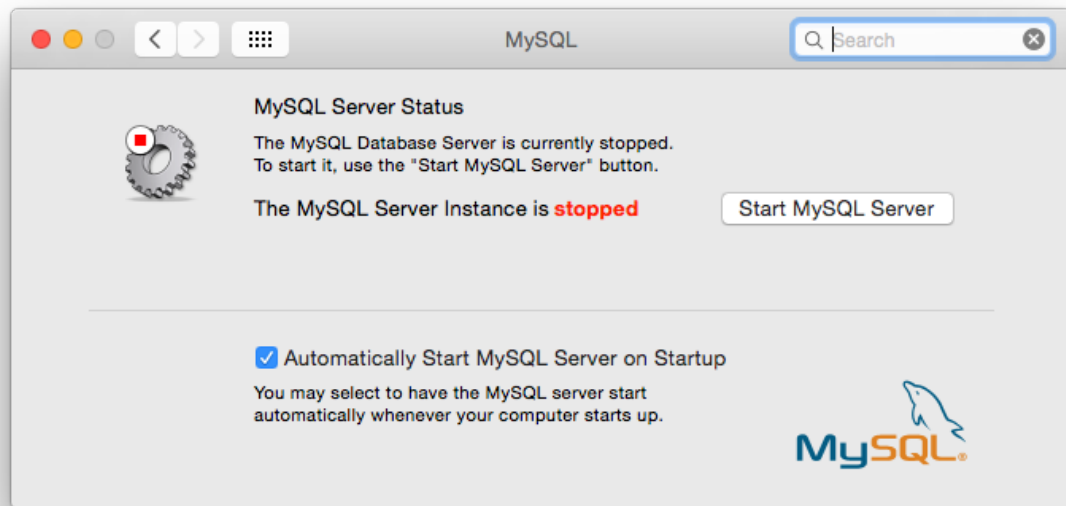 MySQL
Search
MySQL Server Status
The MySQL Database Server is currently stopped.
To start it, use the "Start MySQL Server" button.
The MySQL Server Instance is stopped
Start MySQL Server
Automatically Start MySQL Server on Startup
You may select to have the MySQL server start
automatically whenever your computer starts up.
MySQL®